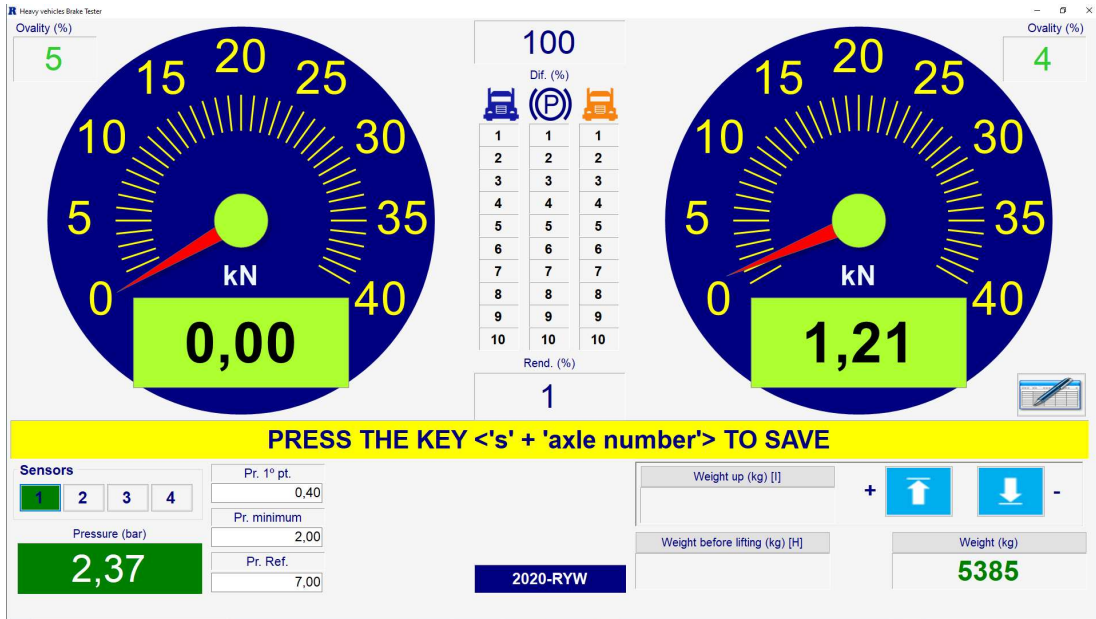 R Heavy vehicles Brake Tester
Ovality (%)
5
0
5
10
15
20
25
30
35
40
kN
0,00
100
Dif. (%)
P
1 1 1
2 2 2
3 3 3
4 4 4
5 5 5
6 6 6
7 7 7
8 8 8
9 9 9
10 10 10
Rend. (%)
1
Ovality (%)
4
0
5
10
15
20
25
30
35
40
kN
1,21
PRESS THE KEY <'s' + 'axle number'> TO SAVE
Sensors
1 2 3 4
Pressure (bar)
2,37
Pr. 1º pt.
0,40
Pr. minimum
2,00
Pr. Ref.
7,00
2020-RYW
Weight up (kg) [I]
+ -
Weight before lifting (kg) [H]
Weight (kg)
5385